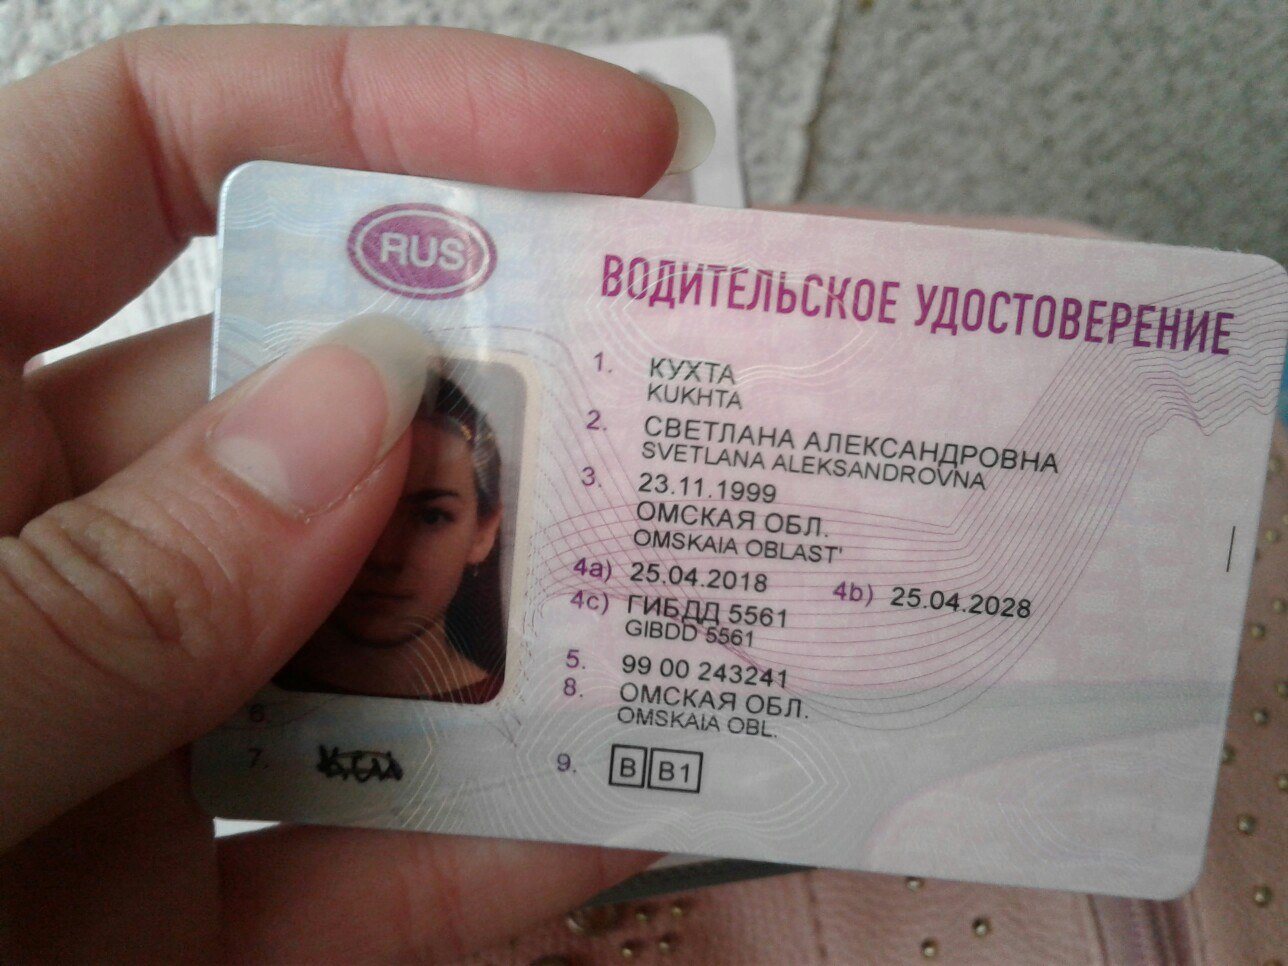 RUS
ВОДИТЕЛЬСКОЕ УДОСТОВЕРЕНИЕ
1. КУХТА
KUKHTA
2. СВЕТЛАНА АЛЕКСАНДРОВНА
SVETLANA ALEKSANDROVNA
3. 23.11.1999
ОМСКАЯ ОБЛ.
OMSKAIA OBLAST'
4a) 25.04.2018 4b) 25.04.2028
4c) ГИБДД 5561
GIBDD 5561
5. 99 00 243241
8. ОМСКАЯ ОБЛ.
OMSKAIA OBL.
6.
7.
9. B B1